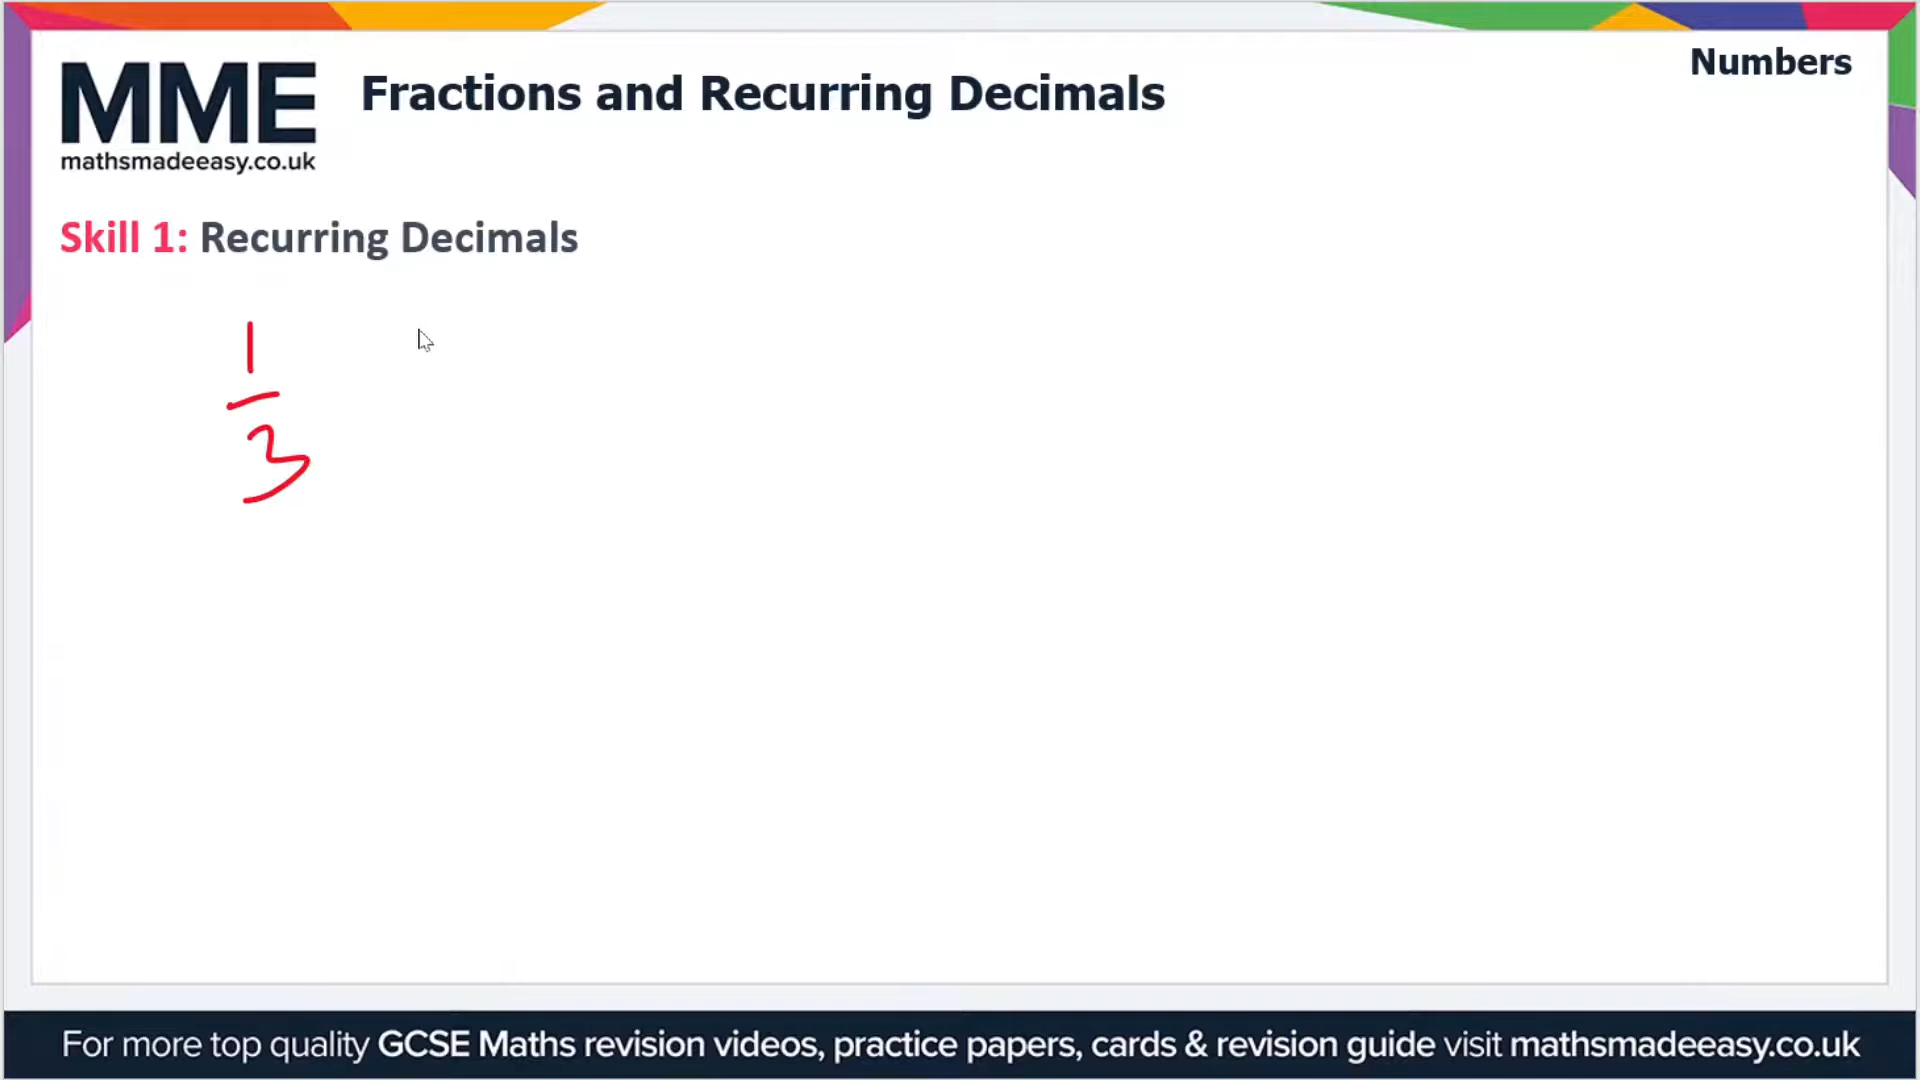 Numbers
MME
Fractions and Recurring Decimals
mathsmadeeasy.co.uk
Skill 1: Recurring Decimals
1
3
For more top quality GCSE Maths revision videos, practice papers, cards & revision guide visit mathsmadeeasy.co.uk